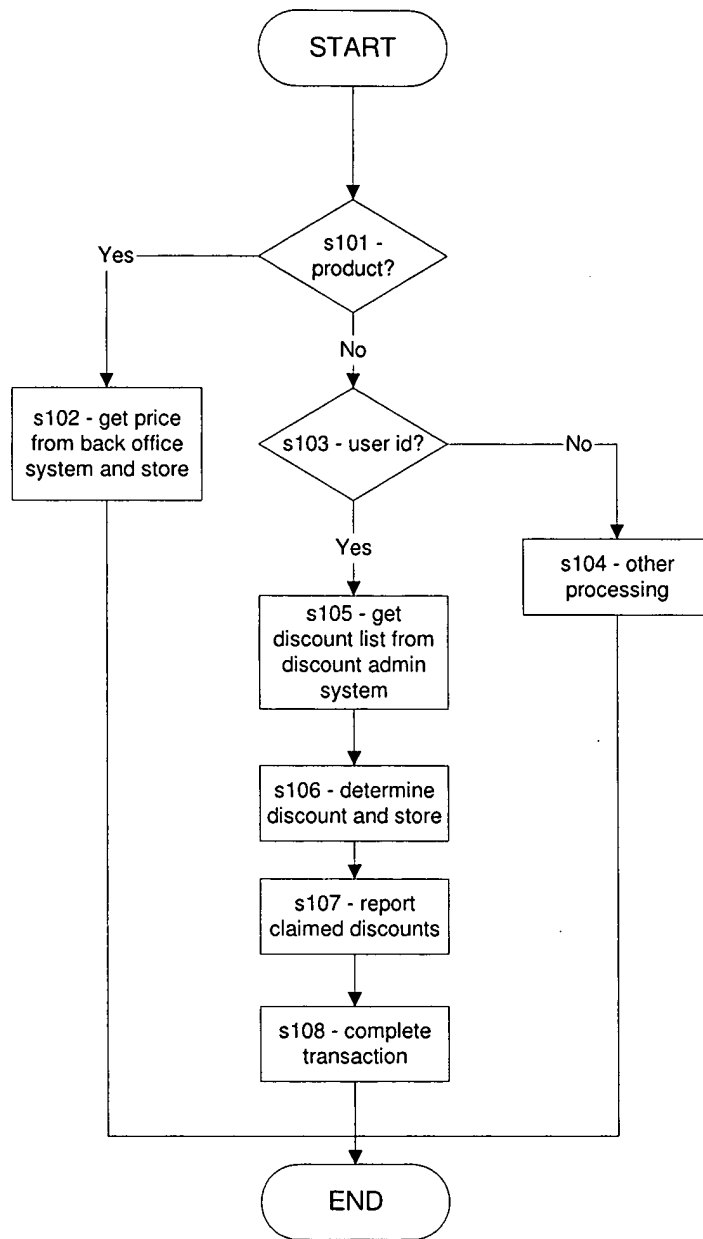 START
s101 -
product?
Yes
No
s102 - get price
from back office
system and store
s103 - user id?
No
Yes
s104 - other
processing
s105 - get
discount list from
discount admin
system
s106 - determine
discount and store
s107 - report
claimed discounts
s108 - complete
transaction
END